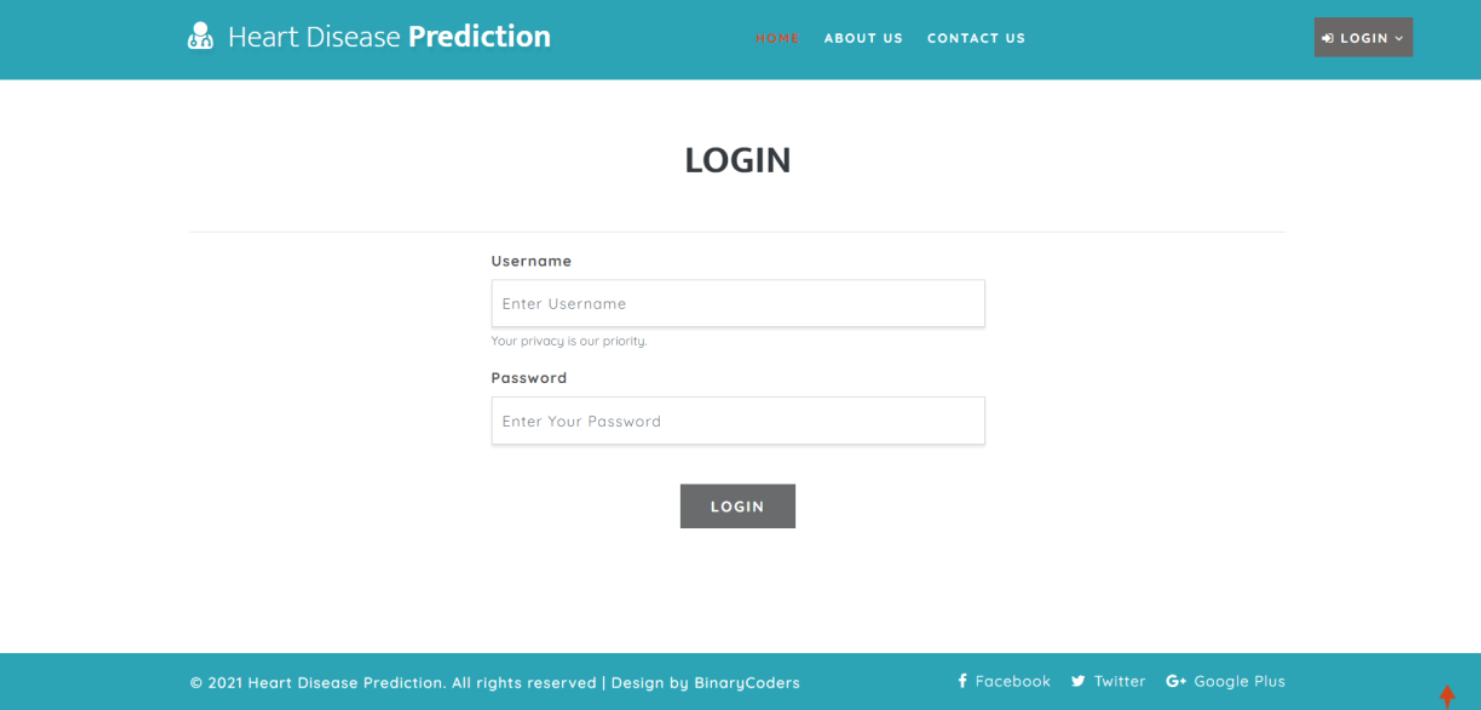 Heart Disease Prediction
HOME ABOUT US CONTACT US
LOGIN
LOGIN
Username
Enter Username
Your privacy is our priority.
Password
Enter Your Password
LOGIN
© 2021 Heart Disease Prediction. All rights reserved | Design by BinaryCoders
Facebook Twitter G+ Google Plus